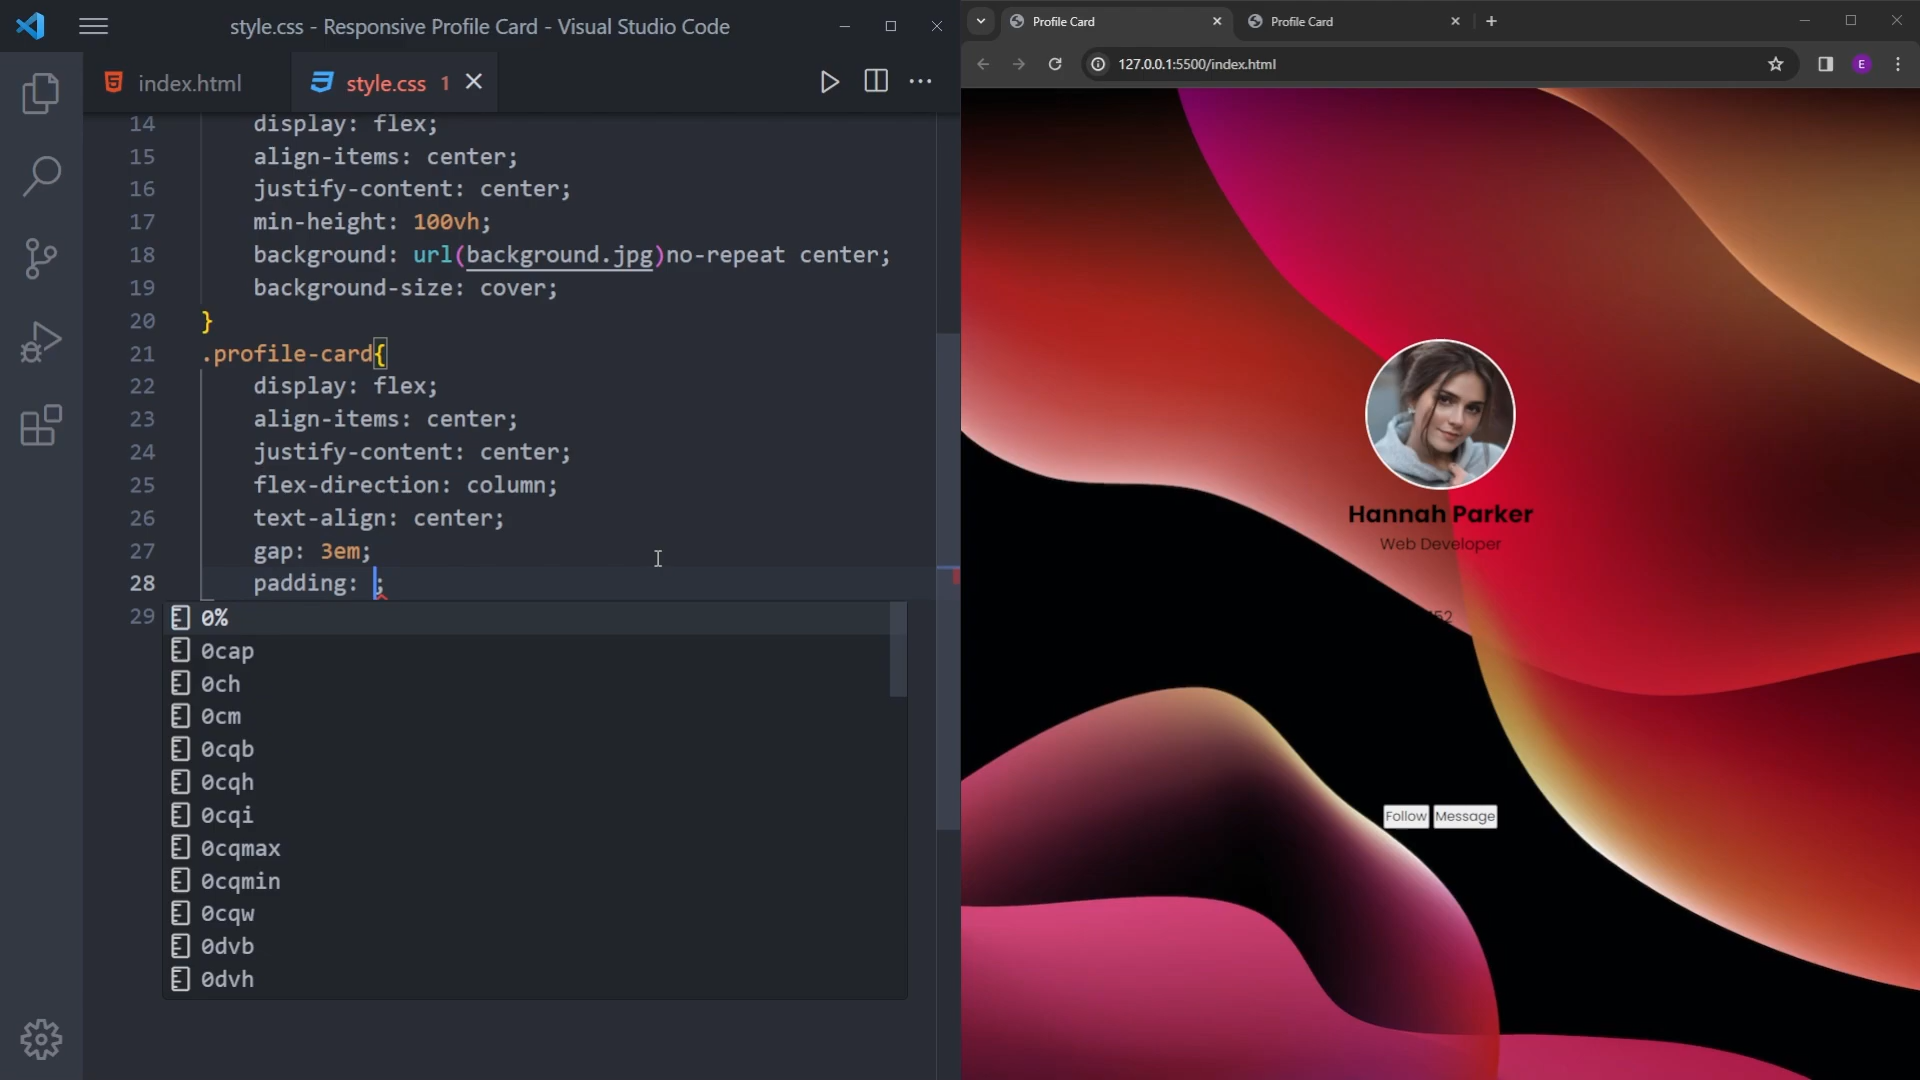 style.css - Responsive Profile Card - Visual Studio Code
index.html
style.css 1
14 display: flex;
15 align-items: center;
16 justify-content: center;
17 min-height: 100vh;
18 background: url(background.jpg)no-repeat center;
19 background-size: cover;
20 }
21 .profile-card{
22 display: flex;
23 align-items: center;
24 justify-content: center;
25 flex-direction: column;
26 text-align: center;
27 gap: 3em;
28 padding: ;
29
0%
0cap
0ch
0cm
0cqb
0cqh
0cqi
0cqmax
0cqmin
0cqw
0dvb
0dvh
Profile Card
Profile Card
127.0.0.1:5500/index.html
E
Hannah Parker
Web Developer
Follow Message